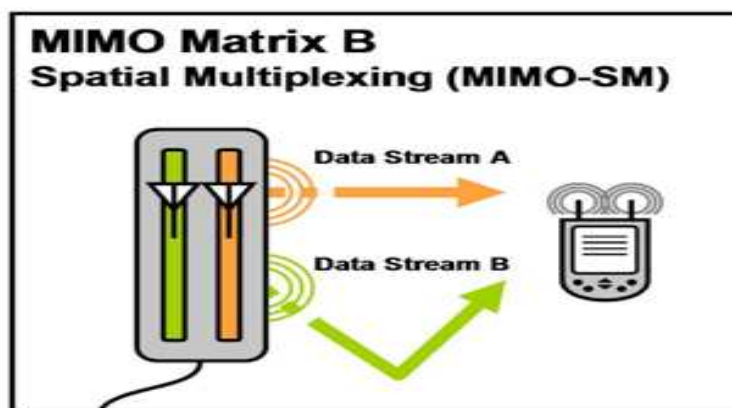 MIMO Matrix B
Spatial Multiplexing (MIMO-SM)
Data Stream A
Data Stream B